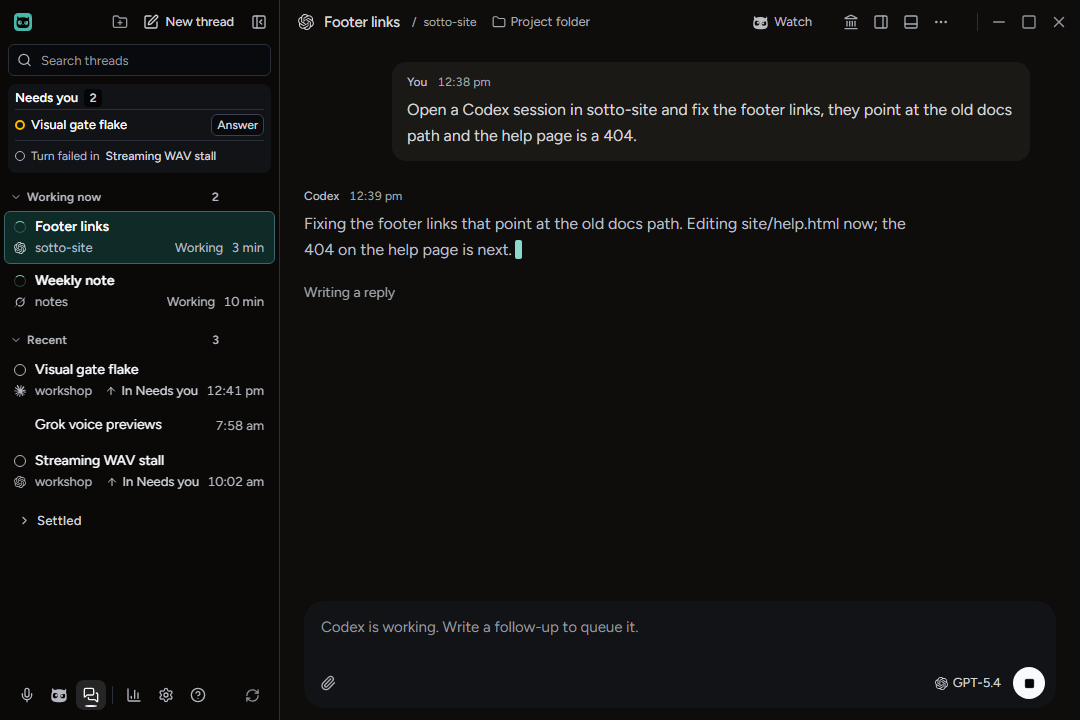 New thread
Search threads
Needs you 2
Visual gate flake Answer
Turn failed in Streaming WAV stall
Working now 2
Footer links
sotto-site Working 3 min
Weekly note
notes Working 10 min
Recent 3
Visual gate flake
workshop ↑ In Needs you 12:41 pm
Grok voice previews 7:58 am
Streaming WAV stall
workshop ↑ In Needs you 10:02 am
Settled
Footer links / sotto-site Project folder Watch
You 12:38 pm
Open a Codex session in sotto-site and fix the footer links, they point at the old docs
path and the help page is a 404.
Codex 12:39 pm
Fixing the footer links that point at the old docs path. Editing site/help.html now; the
404 on the help page is next.
Writing a reply
Codex is working. Write a follow-up to queue it.
GPT-5.4